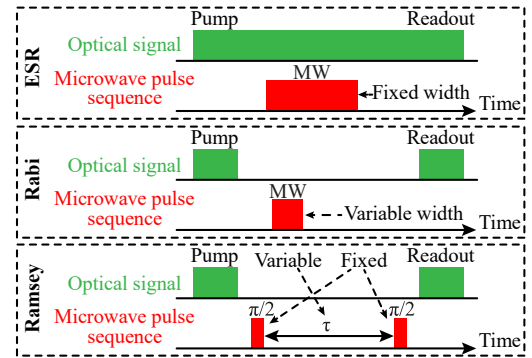 ESR
Pump Readout
Optical signal
MW
Microwave pulse
sequence
Fixed width
Time
Rabi
Pump Readout
Optical signal
MW
Microwave pulse
sequence
Variable width
Time
Ramsey
Pump Variable Fixed Readout
Optical signal
π/2 π/2
Microwave pulse
sequence
τ
Time